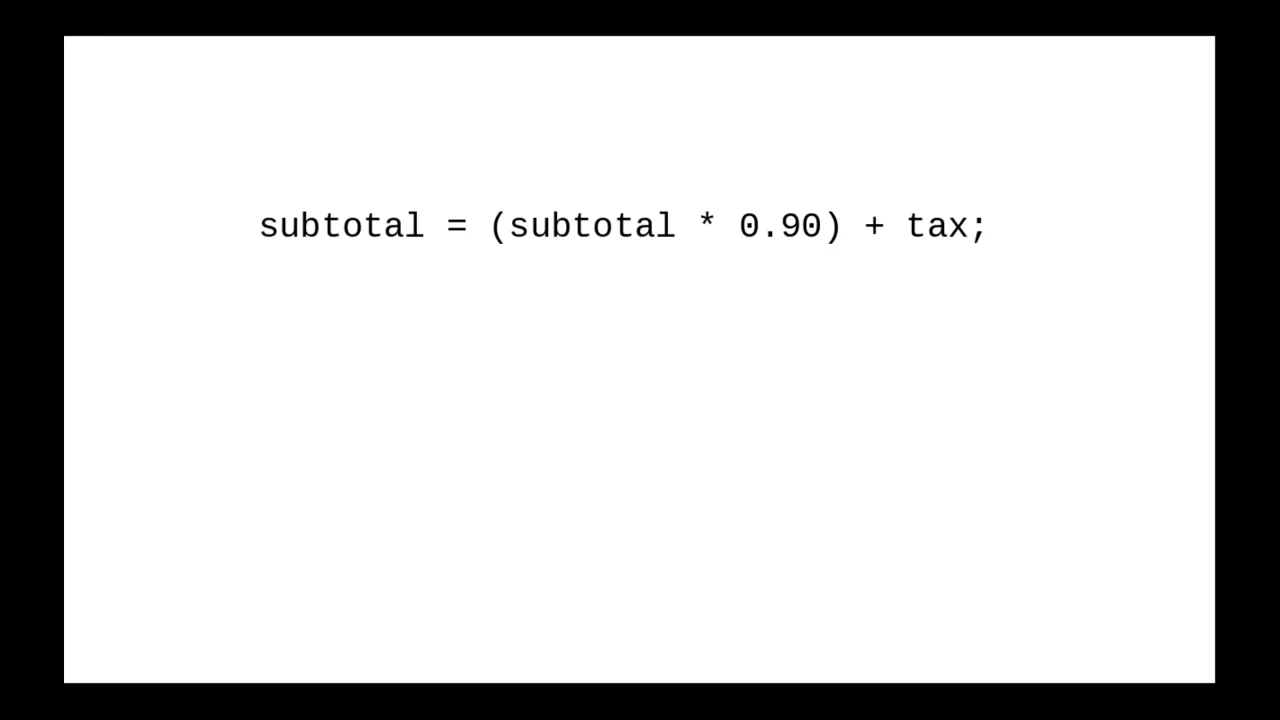 subtotal = (subtotal * 0.90) + tax;